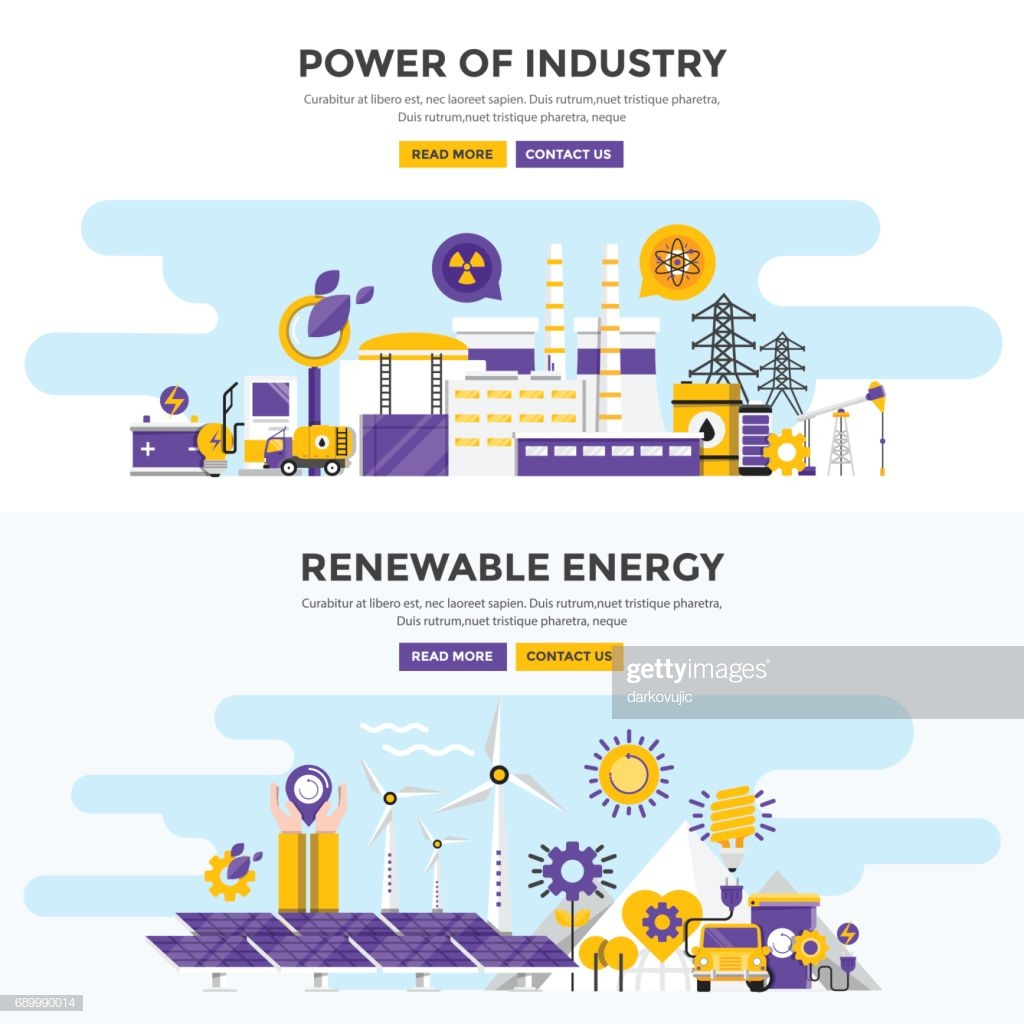 POWER OF INDUSTRY
Curabitur at libero est, nec laoreet sapien. Duis rutrum,nuet tristique pharetra,
Duis rutrum,nuet tristique pharetra, neque
READ MORE
CONTACT US
RENEWABLE ENERGY
Curabitur at libero est, nec laoreet sapien. Duis rutrum,nuet tristique pharetra,
Duis rutrum,nuet tristique pharetra, neque
READ MORE
CONTACT US
gettyimages®
darkovujic
689990014